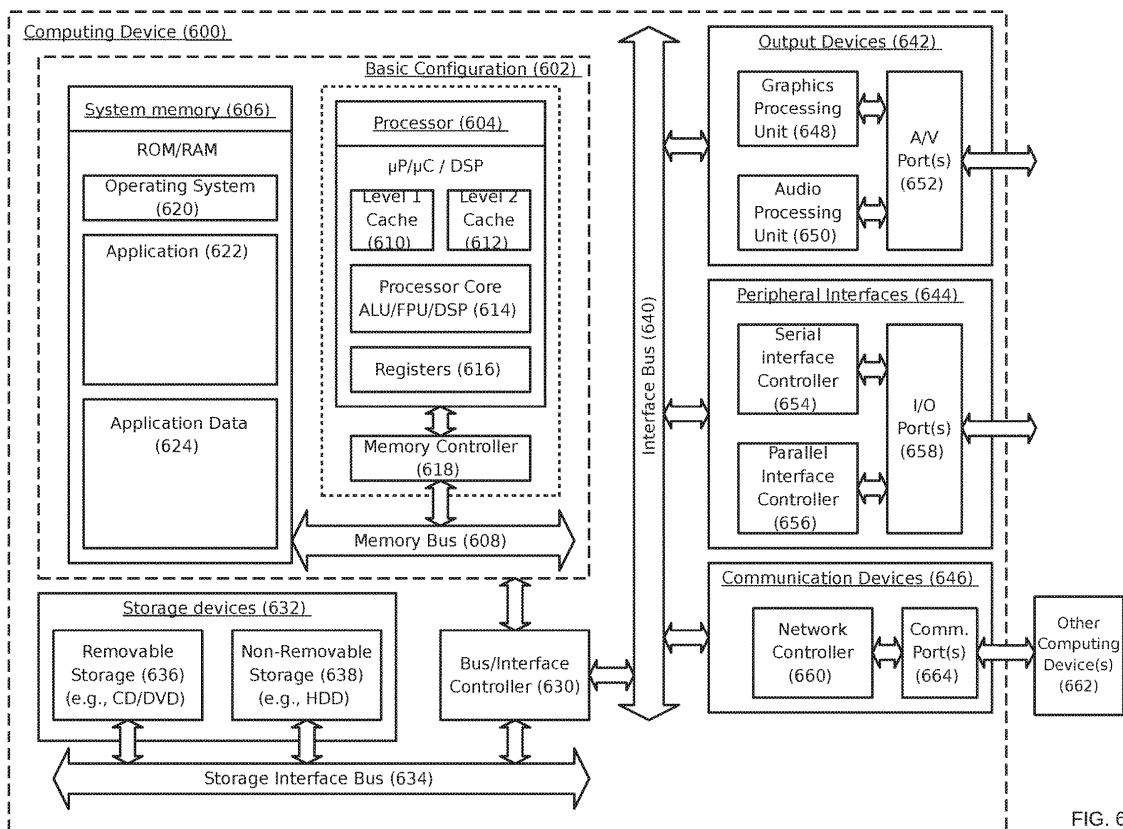 Computing Device (600)
Basic Configuration (602)
System memory (606)
ROM/RAM
Operating System
(620)
Application (622)
Application Data
(624)
Processor (604)
µP/µC / DSP
Level 1
Cache
(610)
Level 2
Cache
(612)
Processor Core
ALU/FPU/DSP (614)
Registers (616)
Memory Controller
(618)
Memory Bus (608)
Storage devices (632)
Removable
Storage (636)
(e.g., CD/DVD)
Non-Removable
Storage (638)
(e.g., HDD)
Bus/Interface
Controller (630)
Storage Interface Bus (634)
Interface Bus (640)
Output Devices (642)
Graphics
Processing
Unit (648)
Audio
Processing
Unit (650)
A/V
Port(s)
(652)
Peripheral Interfaces (644)
Serial
interface
Controller
(654)
Parallel
Interface
Controller
(656)
I/O
Port(s)
(658)
Communication Devices (646)
Network
Controller
(660)
Comm.
Port(s)
(664)
Other
Computing
Device(s)
(662)
FIG. 6